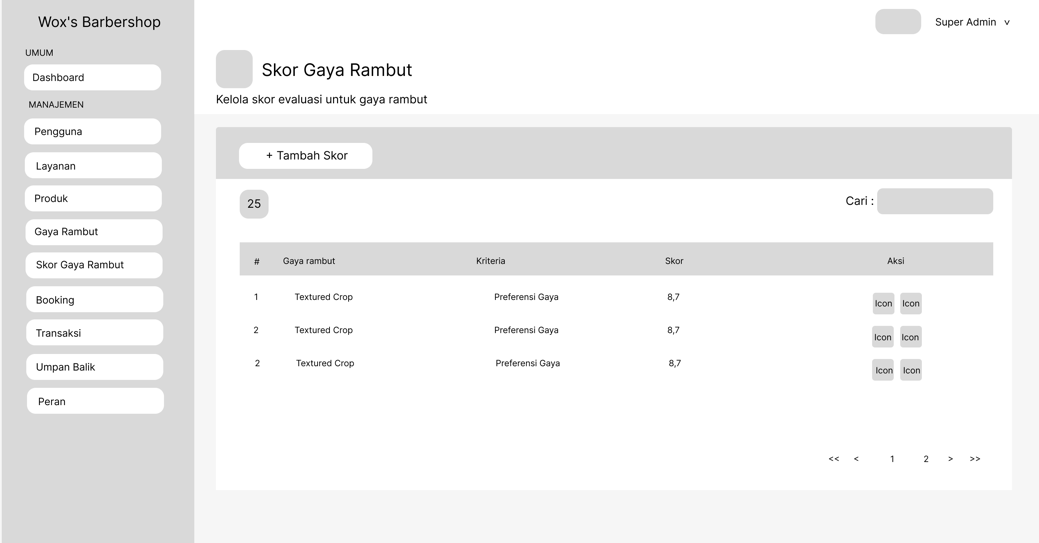 Wox's Barbershop
Super Admin v
UMUM
Dashboard
MANAJEMEN
Pengguna
Layanan
Produk
Gaya Rambut
Skor Gaya Rambut
Booking
Transaksi
Umpan Balik
Peran
Skor Gaya Rambut
Kelola skor evaluasi untuk gaya rambut
+ Tambah Skor
25
Cari :
# Gaya rambut Kriteria Skor Aksi
1 Textured Crop Preferensi Gaya 8,7 Icon Icon
2 Textured Crop Preferensi Gaya 8,7 Icon Icon
2 Textured Crop Preferensi Gaya 8,7 Icon Icon
<< < 1 2 > >>